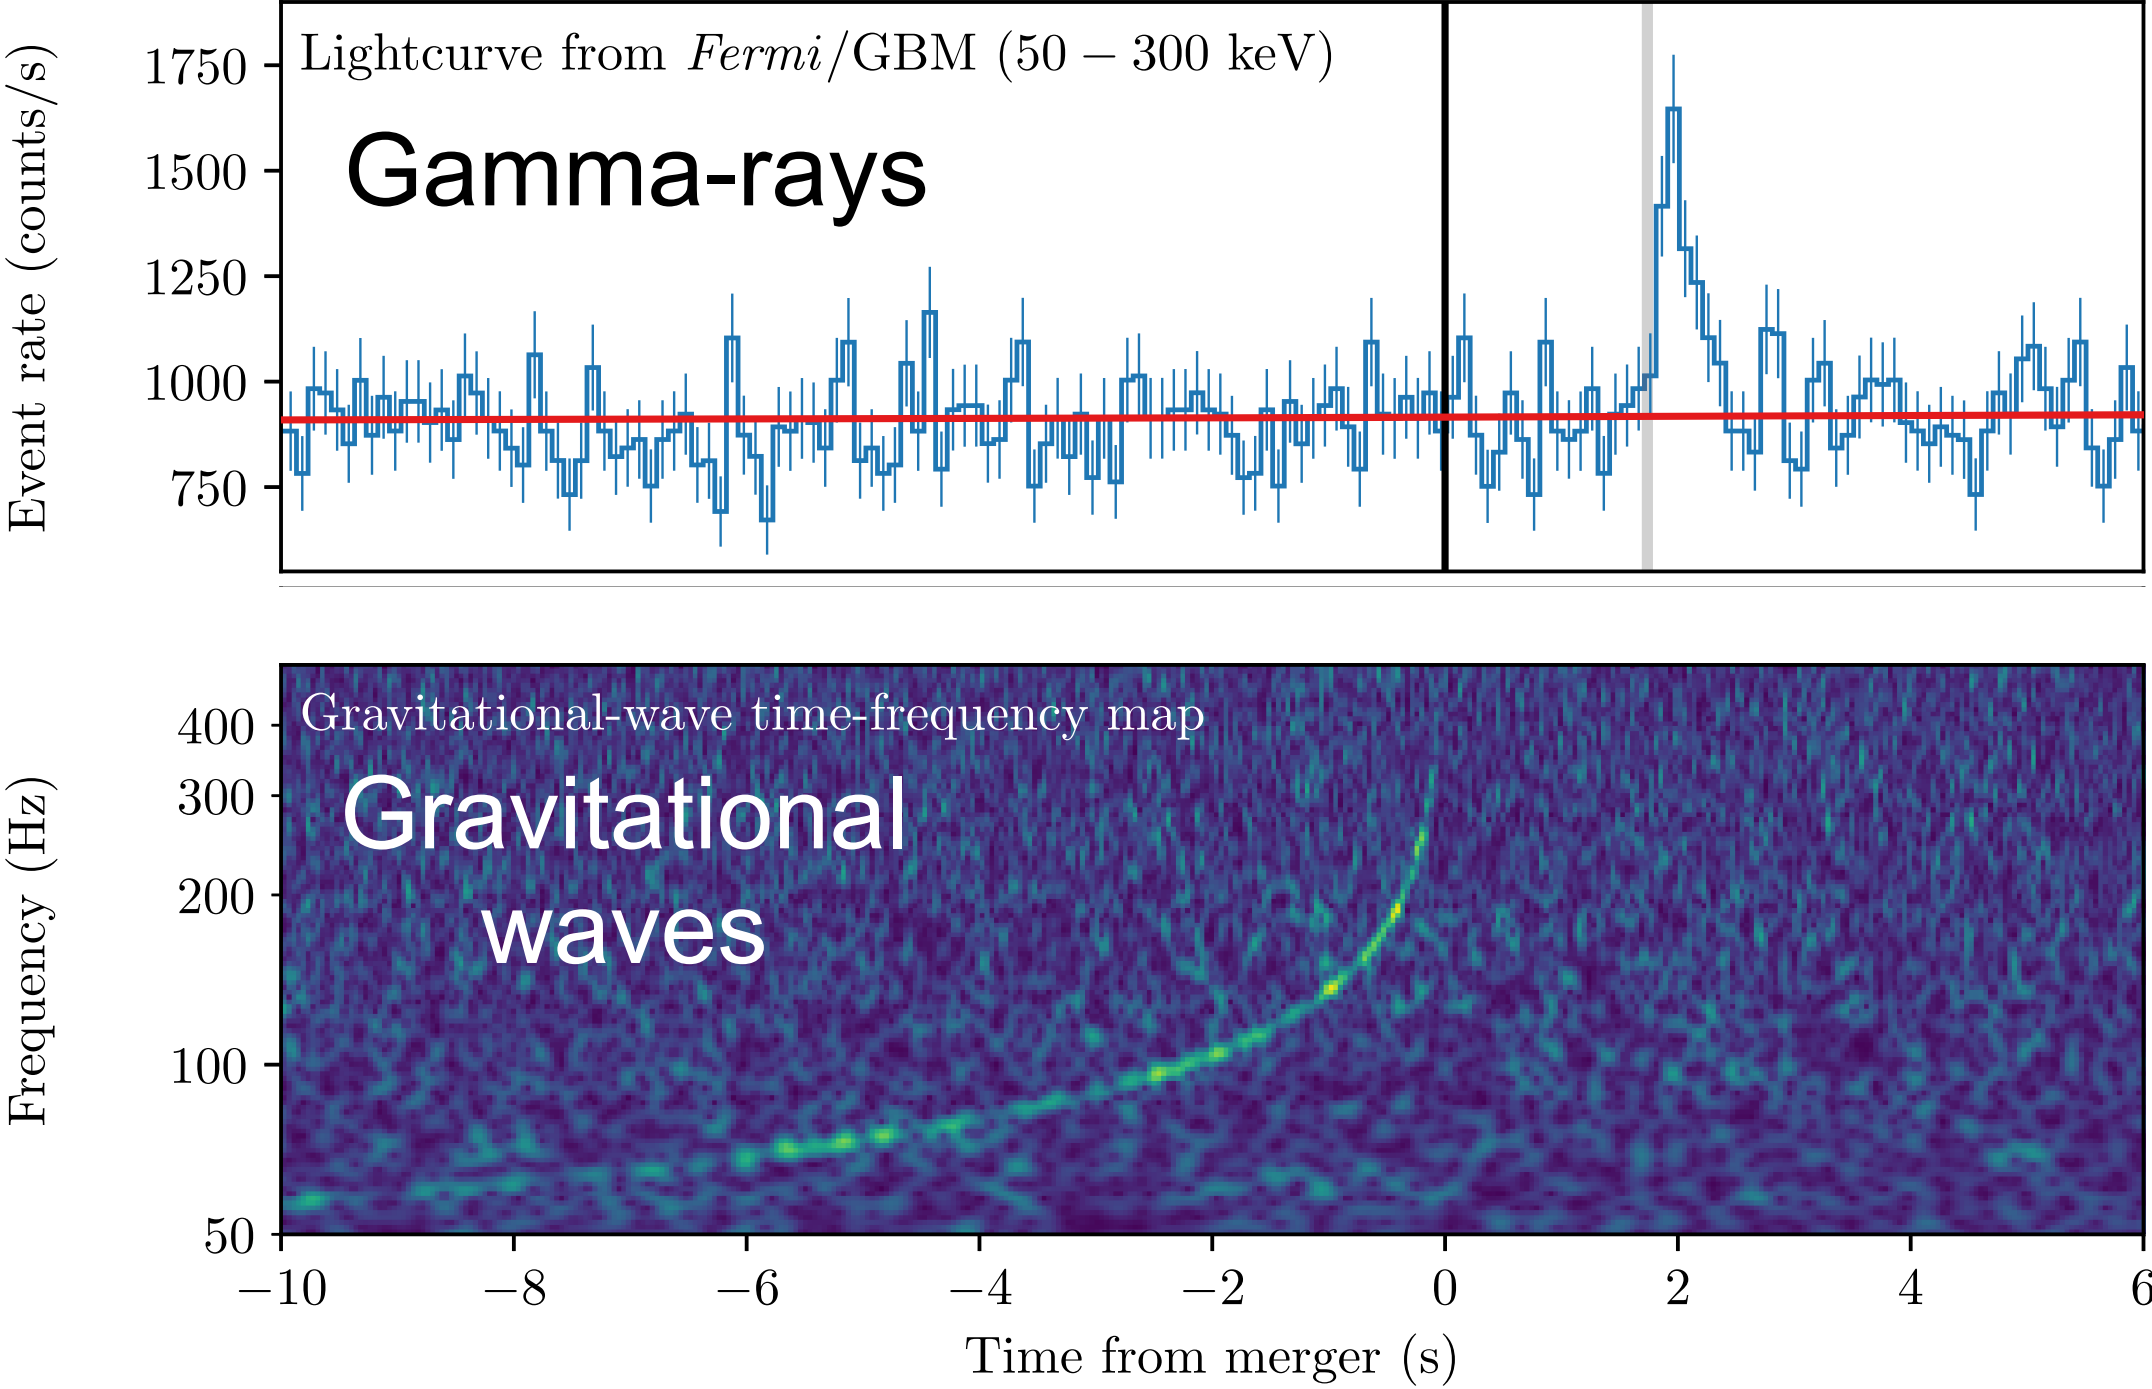 Lightcurve from Fermi/GBM (50 – 300 keV)
Gamma-rays
Event rate (counts/s)
1750
1500
1250
1000
750
Gravitational-wave time-frequency map
Gravitational
waves
Frequency (Hz)
400
300
200
100
50
−10 −8 −6 −4 −2 0 2 4 6
Time from merger (s)